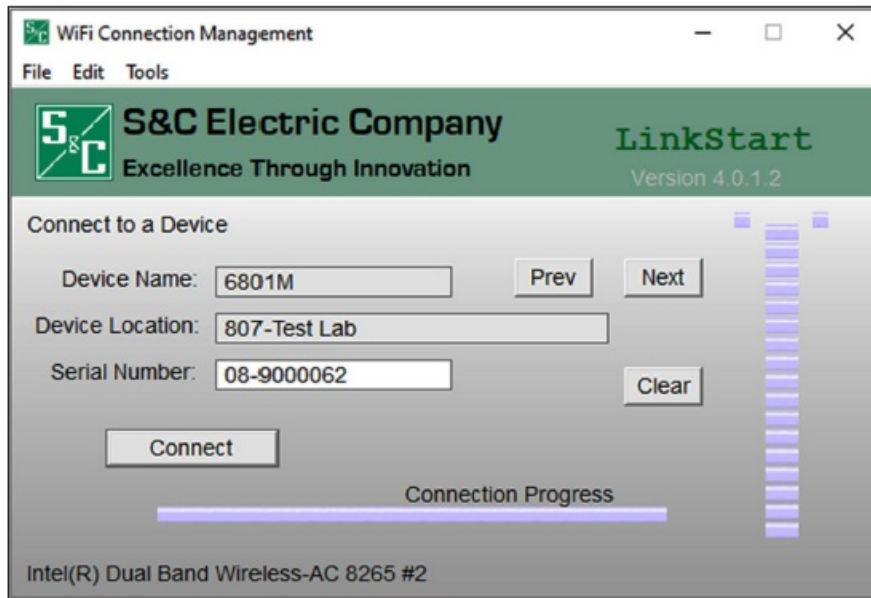 WiFi Connection Management
File Edit Tools
S&C
S&C Electric Company
Excellence Through Innovation
LinkStart
Version 4.0.1.2
Connect to a Device
Device Name: 6801M Prev Next
Device Location: 807-Test Lab
Serial Number: 08-9000062
Clear
Connect
Connection Progress
Intel(R) Dual Band Wireless-AC 8265 #2